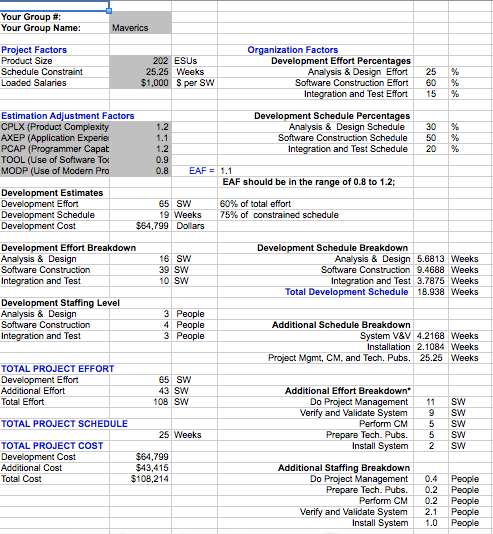 Your Group #:
Your Group Name: Maverics
Project Factors Organization Factors
Product Size 202 ESUs Development Effort Percentages
Schedule Constraint 25.25 Weeks Analysis & Design Effort 25 %
Loaded Salaries $1,000 $ per SW Software Construction Effort 60 %
Integration and Test Effort 15 %
Estimation Adjustment Factors Development Schedule Percentages
CPLX (Product Complexity 1.2 Analysis & Design Schedule 30 %
AXEP (Application Experie 1.1 Software Construction Schedule 50 %
PCAP (Programmer Capab 1.2 Integration and Test Schedule 20 %
TOOL (Use of Software Too 0.9
MODP (Use of Modern Pro 0.8 EAF = 1.1
EAF should be in the range of 0.8 to 1.2;
Development Estimates
Development Effort 65 SW 60% of total effort
Development Schedule 19 Weeks 75% of constrained schedule
Development Cost $64,799 Dollars
Development Effort Breakdown Development Schedule Breakdown
Analysis & Design 16 SW Analysis & Design 5.6813 Weeks
Software Construction 39 SW Software Construction 9.4688 Weeks
Integration and Test 10 SW Integration and Test 3.7875 Weeks
Total Development Schedule 18.938 Weeks
Development Staffing Level
Analysis & Design 3 People
Software Construction 4 People Additional Schedule Breakdown
Integration and Test 3 People System V&V 4.2168 Weeks
Installation 2.1084 Weeks
Project Mgmt, CM, and Tech. Pubs. 25.25 Weeks
TOTAL PROJECT EFFORT
Development Effort 65 SW
Additional Effort 43 SW Additional Effort Breakdown*
Total Effort 108 SW Do Project Management 11 SW
Verify and Validate System 9 SW
TOTAL PROJECT SCHEDULE Perform CM 5 SW
25 Weeks Prepare Tech. Pubs. 5 SW
TOTAL PROJECT COST Install System 2 SW
Development Cost $64,799
Additional Cost $43,415 Additional Staffing Breakdown
Total Cost $108,214 Do Project Management 0.4 People
Prepare Tech. Pubs. 0.2 People
Perform CM 0.2 People
Verify and Validate System 2.1 People
Install System 1.0 People